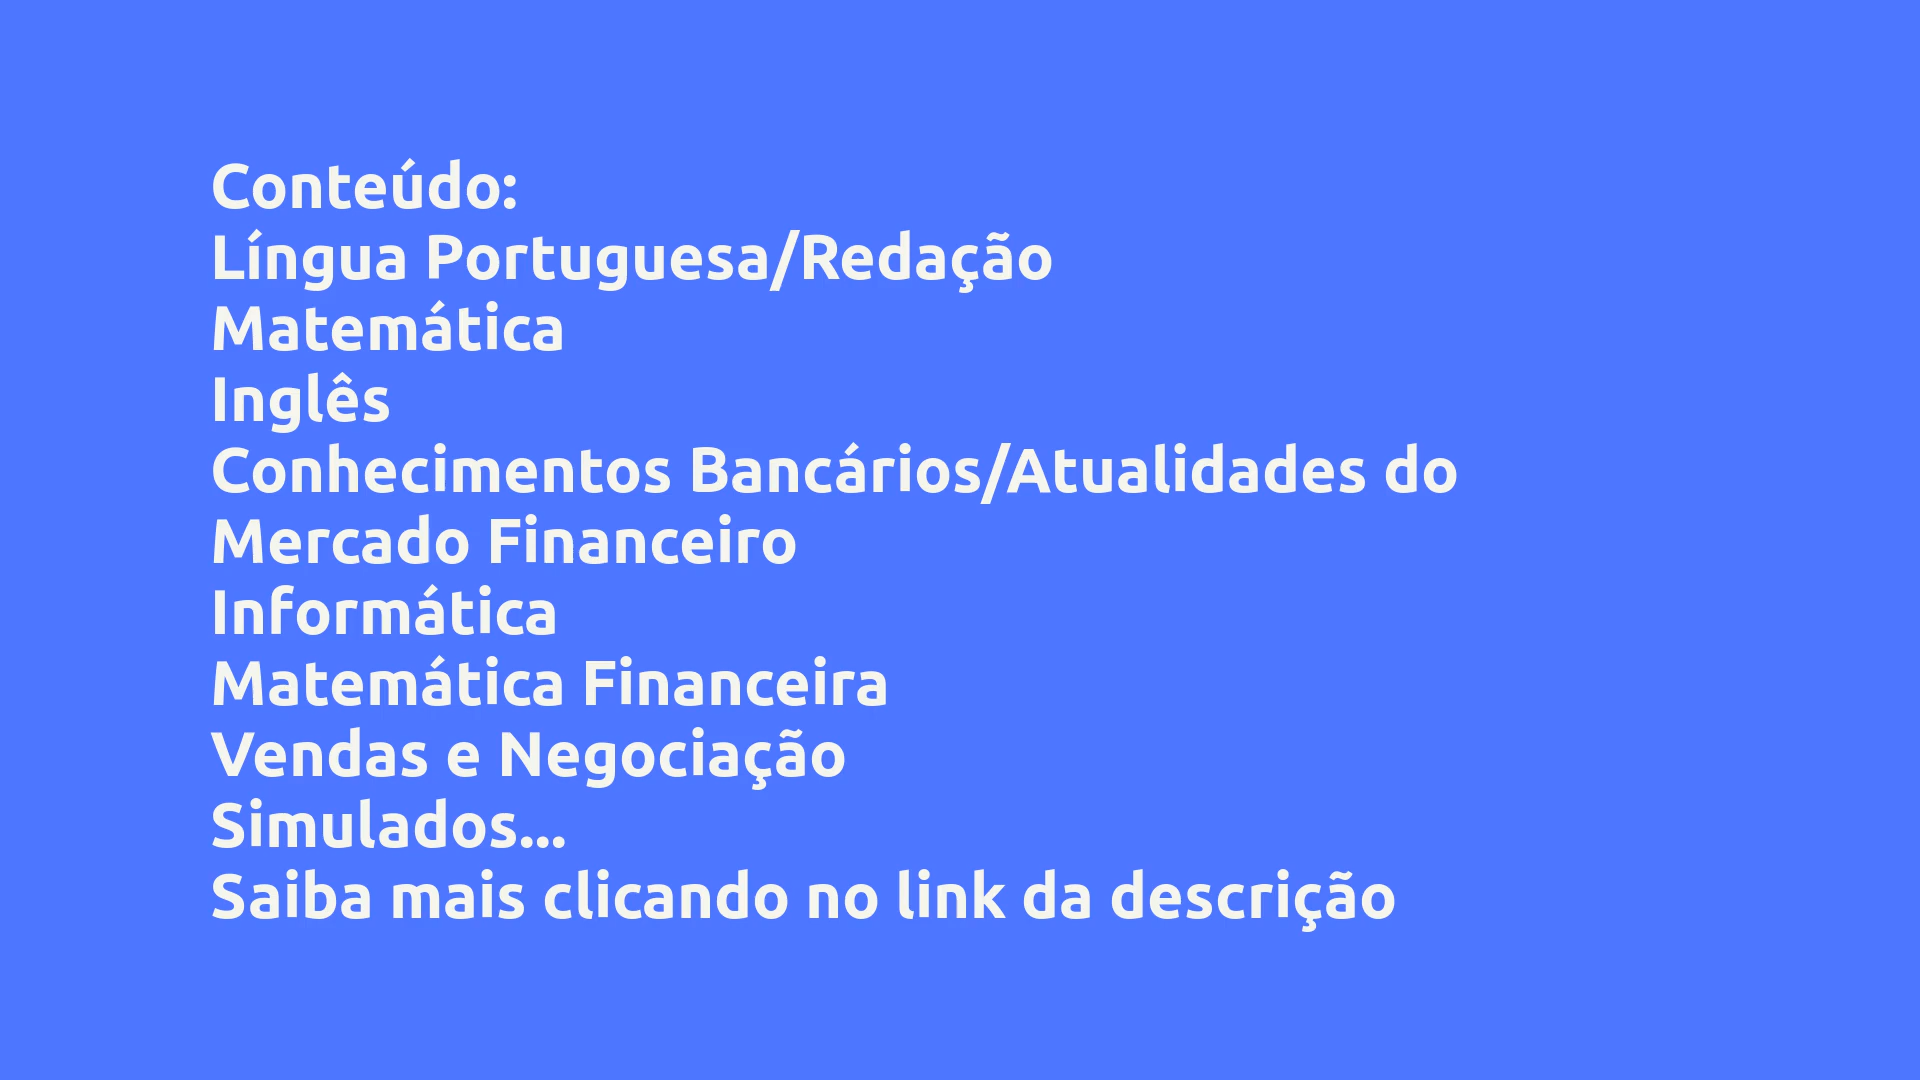 Conteúdo:
Língua Portuguesa/Redação
Matemática
Inglês
Conhecimentos Bancários/Atualidades do
Mercado Financeiro
Informática
Matemática Financeira
Vendas e Negociação
Simulados...
Saiba mais clicando no link da descrição